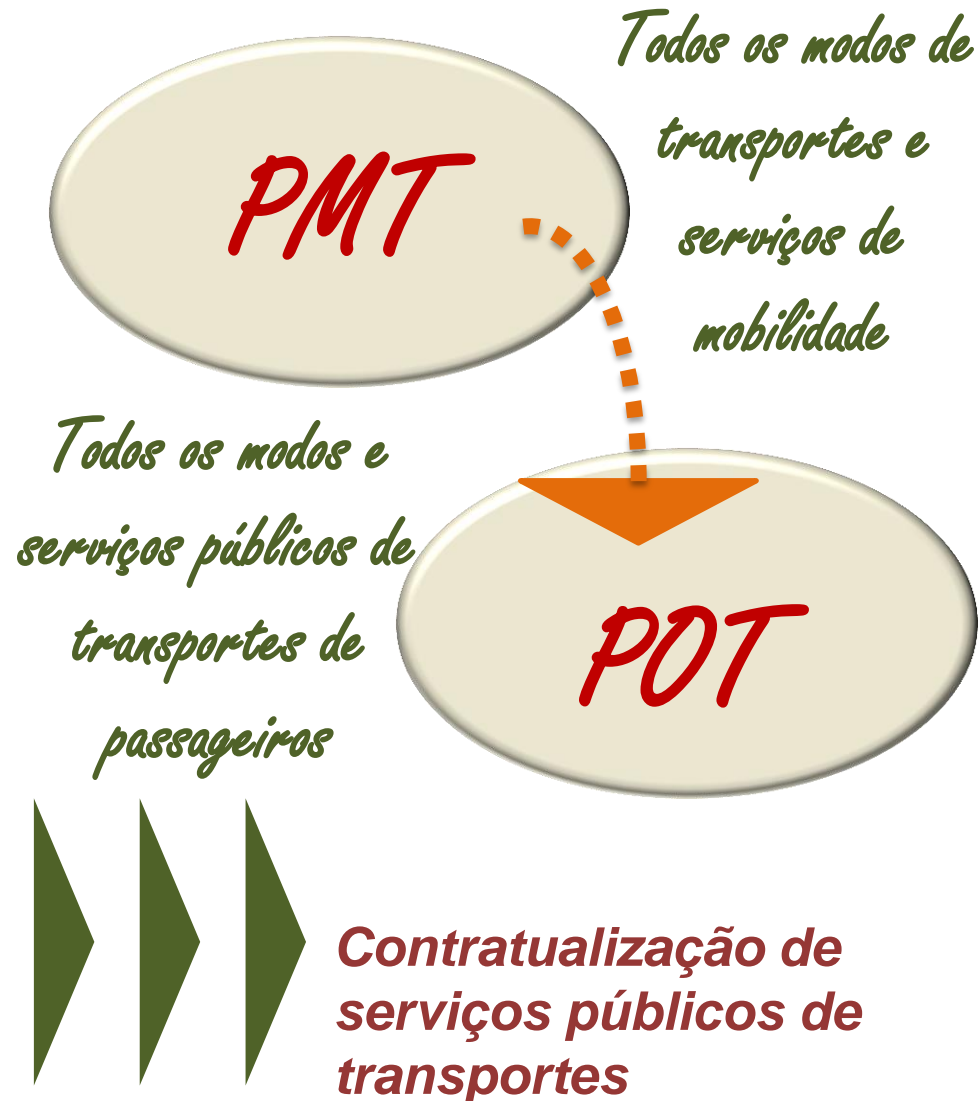 PMT
Todos os modos de
transportes e
serviços de
mobilidade
Todos os modos e
serviços públicos de
transportes de
passageiros
POT
Contratualização de
serviços públicos de
transportes